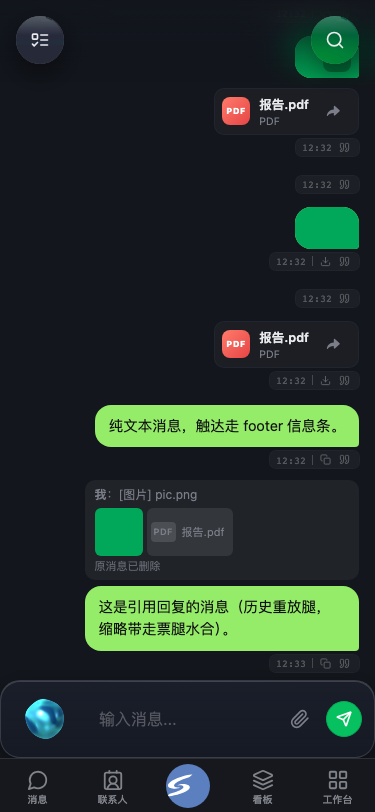 PDF
报告.pdf
PDF
12:32
12:32
12:32
12:32
PDF
报告.pdf
PDF
12:32
纯文本消息，触达走 footer 信息条。
12:32
我：[图片] pic.png
PDF 报告.pdf
原消息已删除
这是引用回复的消息（历史重放腿，
缩略带走票腿水合）。
12:33
输入消息...
消息 联系人 看板 工作台